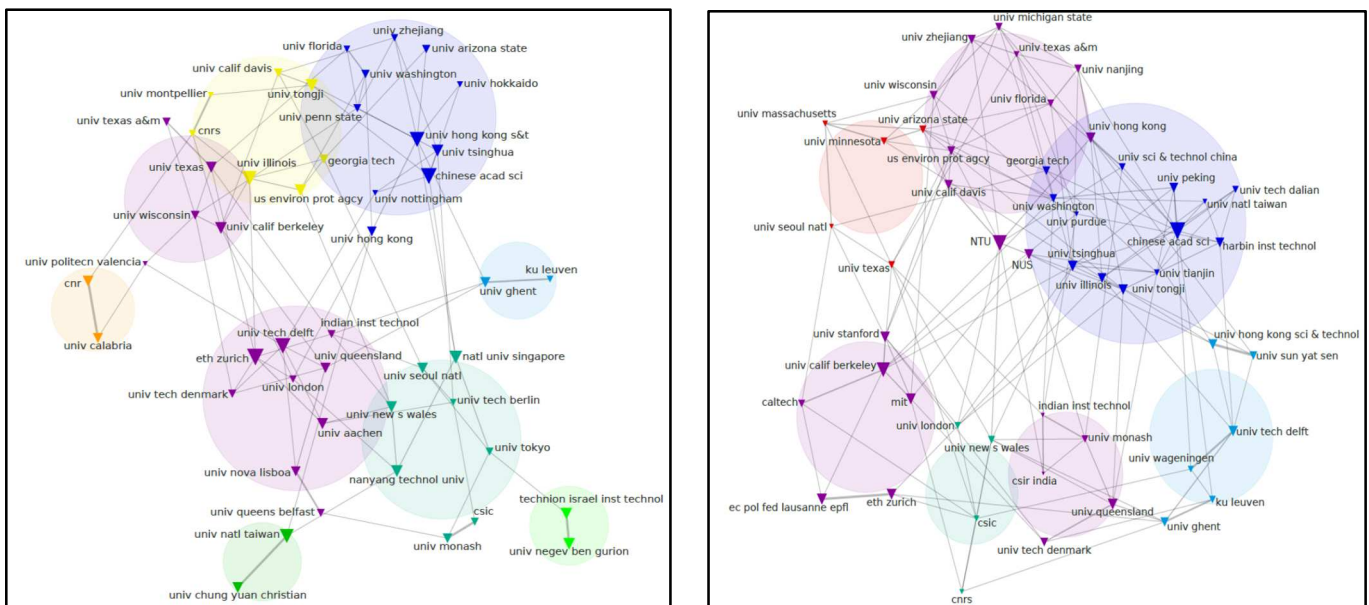 univ zhejiang
univ florida
univ arizona state
univ calif davis
univ washington
univ hokkaido
univ montpellier
univ tongji
univ penn state
univ texas a&m
cnrs
univ hong kong s&t
univ tsinghua
univ illinois
georgia tech
univ texas
chinese acad sci
us environ prot agcy
univ nottingham
univ wisconsin
univ calif berkeley
univ hong kong
univ politecn valencia
cnr
ku leuven
univ ghent
univ calabria
indian inst technol
univ tech delft
eth zurich
univ queensland
natl univ singapore
univ seoul natl
univ london
univ tech denmark
univ tech berlin
univ new s wales
univ aachen
univ tokyo
univ nova lisboa
nanyang technol univ
technion israel inst technol
univ queens belfast
csic
univ natl taiwan
univ monash
univ negev ben gurion
univ chung yuan christian
univ michigan state
univ zhejiang
univ texas a&m
univ nanjing
univ wisconsin
univ florida
univ massachusetts
univ arizona state
univ hong kong
univ minnesota
us environ prot agcy
georgia tech
univ sci & technol china
univ peking
univ calif davis
univ tech dalian
univ washington
univ natl taiwan
univ purdue
univ seoul natl
NTU
chinese acad sci
harbin inst technol
NUS
univ tsinghua
univ texas
univ illinois
univ tianjin
univ tongji
univ stanford
univ hong kong sci & technol
univ sun yat sen
univ calif berkeley
caltech
mit
indian inst technol
univ london
univ monash
univ tech delft
univ new s wales
univ wageningen
csir india
ec pol fed lausanne epfl
eth zurich
ku leuven
univ queensland
csic
univ ghent
univ tech denmark
cnrs